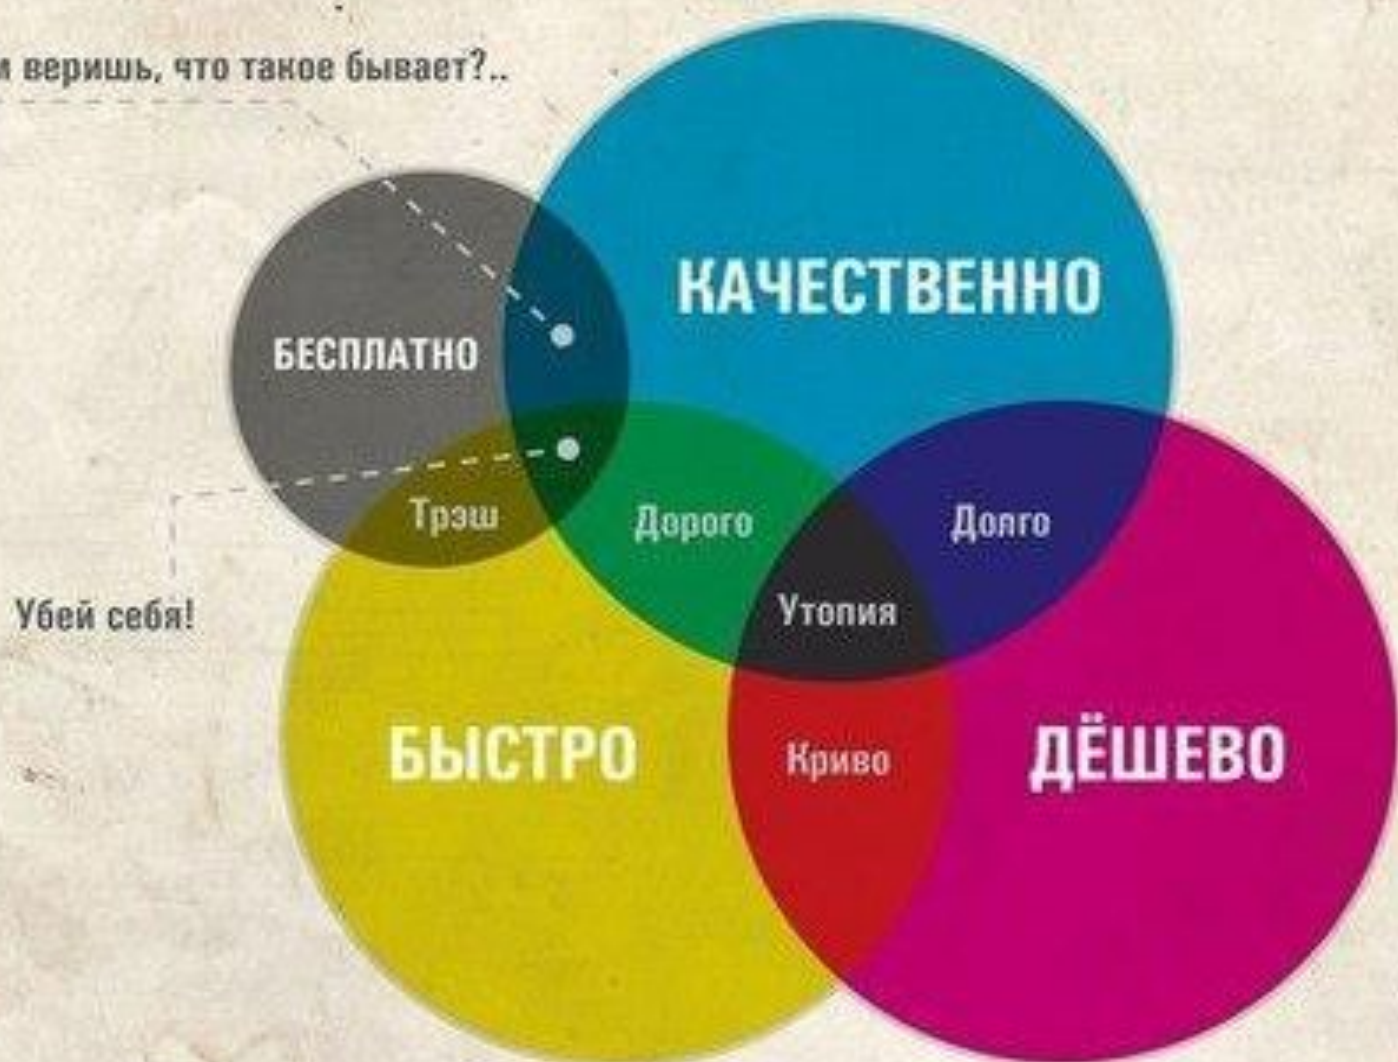 и веришь, что такое бывает?..
КАЧЕСТВЕННО
БЕСПЛАТНО
Трэш
Дорого
Долго
Утопия
Убей себя!
БЫСТРО
Криво
ДЁШЕВО